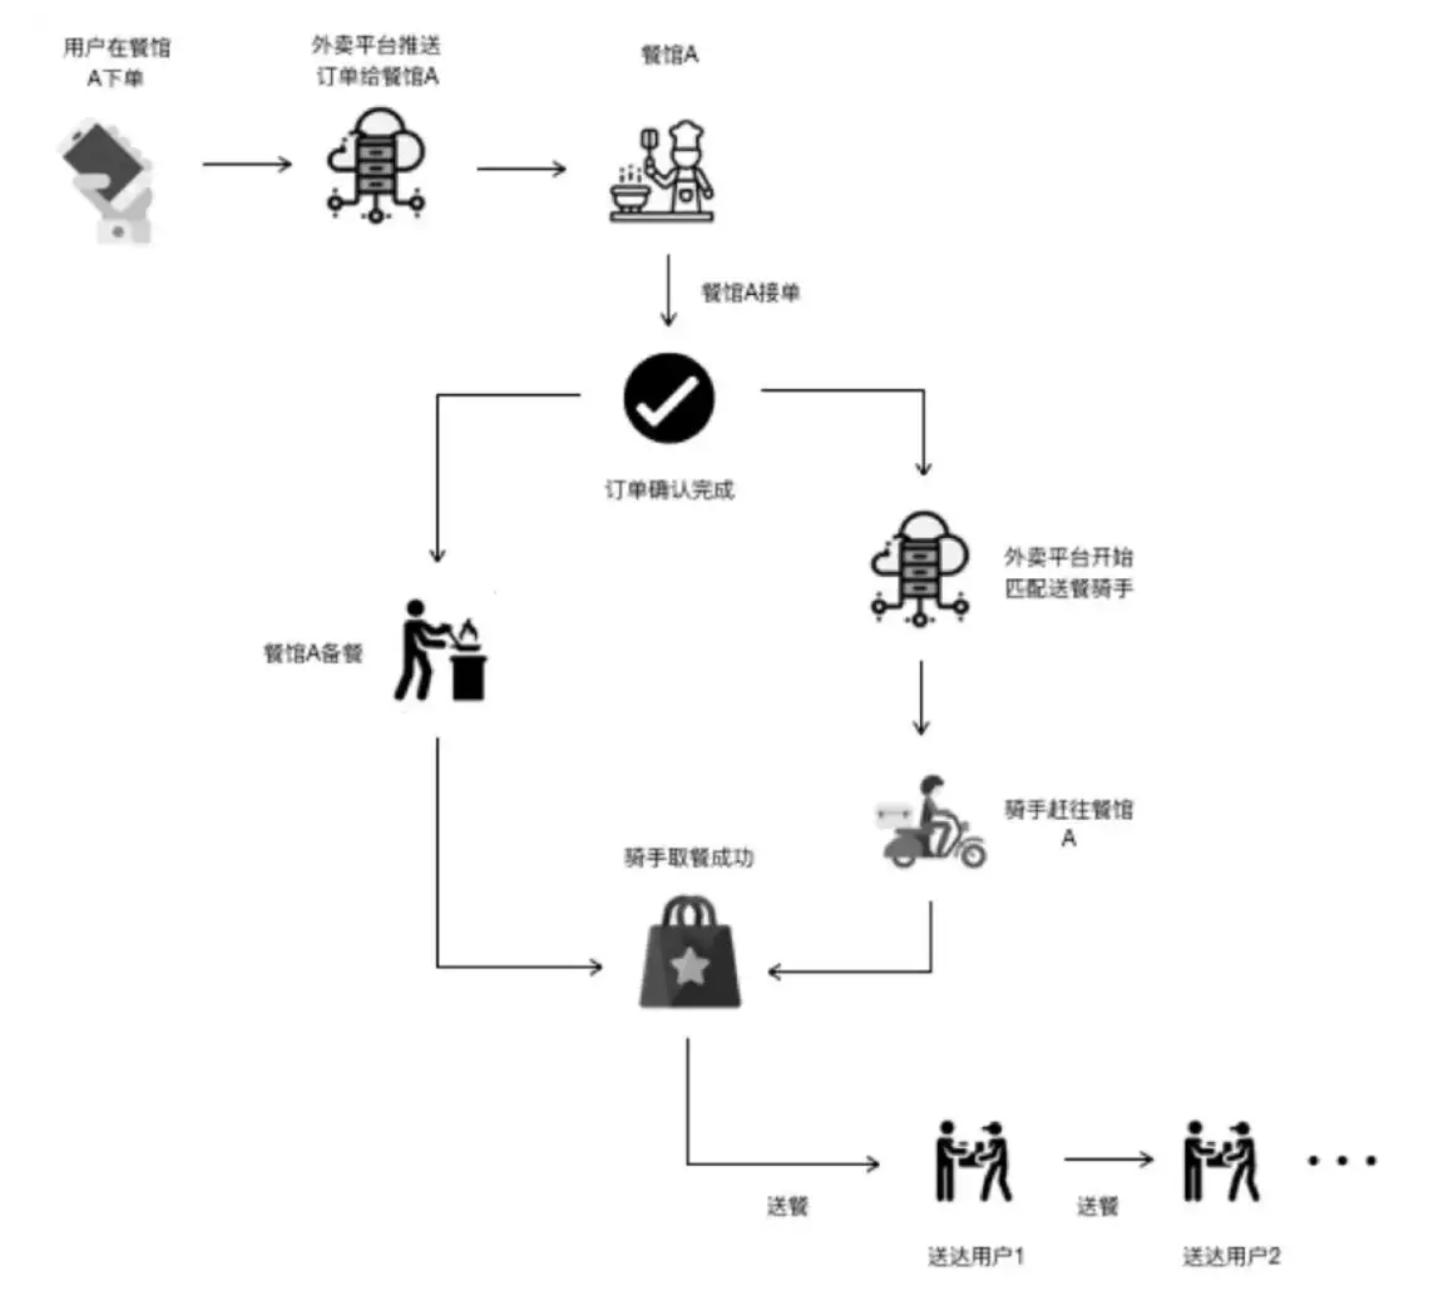 用户在餐馆
A下单
外卖平台推送
订单给餐馆A
餐馆A
餐馆A接单
订单确认完成
外卖平台开始
匹配送餐骑手
餐馆A备餐
骑手赶往餐馆
A
骑手取餐成功
送餐
送餐
送达用户1
送达用户2